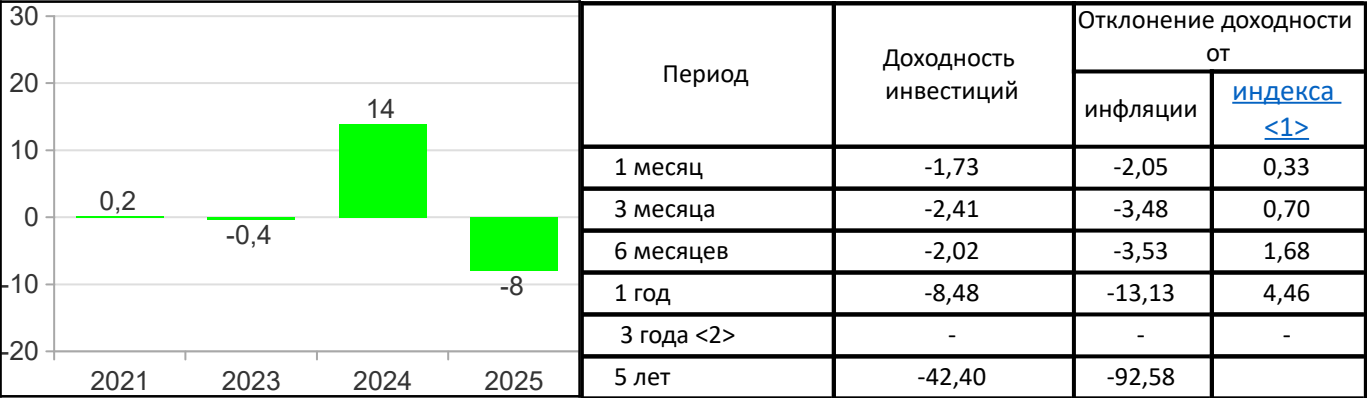 30
20
10
0
-10
-20
0,2
-0,4
14
-8
2021 2023 2024 2025
Период
Доходность
инвестиций
Отклонение доходности
от
инфляции
индекса
<1>
1 месяц -1,73 -2,05 0,33
3 месяца -2,41 -3,48 0,70
6 месяцев -2,02 -3,53 1,68
1 год -8,48 -13,13 4,46
3 года <2> - - -
5 лет -42,40 -92,58